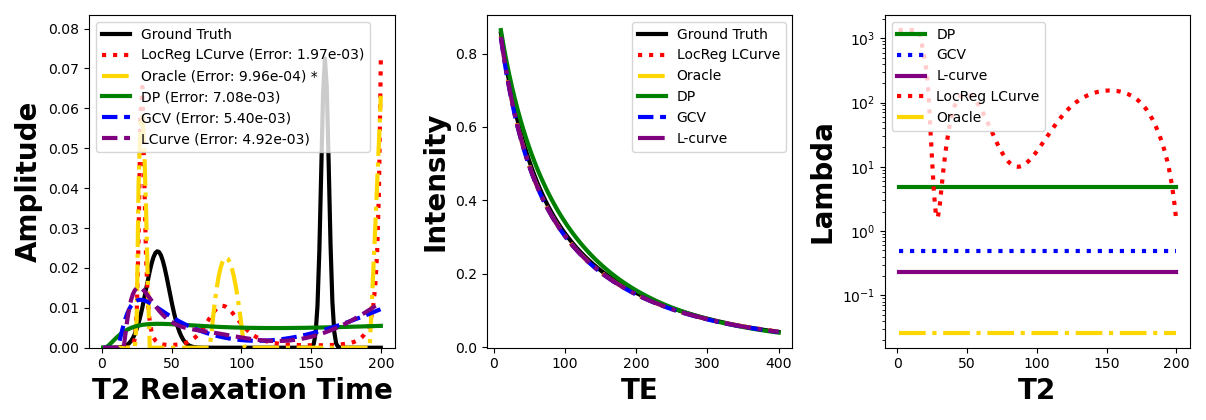 Amplitude
0.08
0.07
0.06
0.05
0.04
0.03
0.02
0.01
0.00
Ground Truth
LocReg LCurve (Error: 1.97e-03)
Oracle (Error: 9.96e-04) *
DP (Error: 7.08e-03)
GCV (Error: 5.40e-03)
LCurve (Error: 4.92e-03)
0 50 100 150 200
T2 Relaxation Time
Intensity
0.8
0.6
0.4
0.2
0.0
Ground Truth
LocReg LCurve
Oracle
DP
GCV
L-curve
0 100 200 300 400
TE
Lambda
10³
10²
10¹
10⁰
10⁻¹
DP
GCV
L-curve
LocReg LCurve
Oracle
0 50 100 150 200
T2